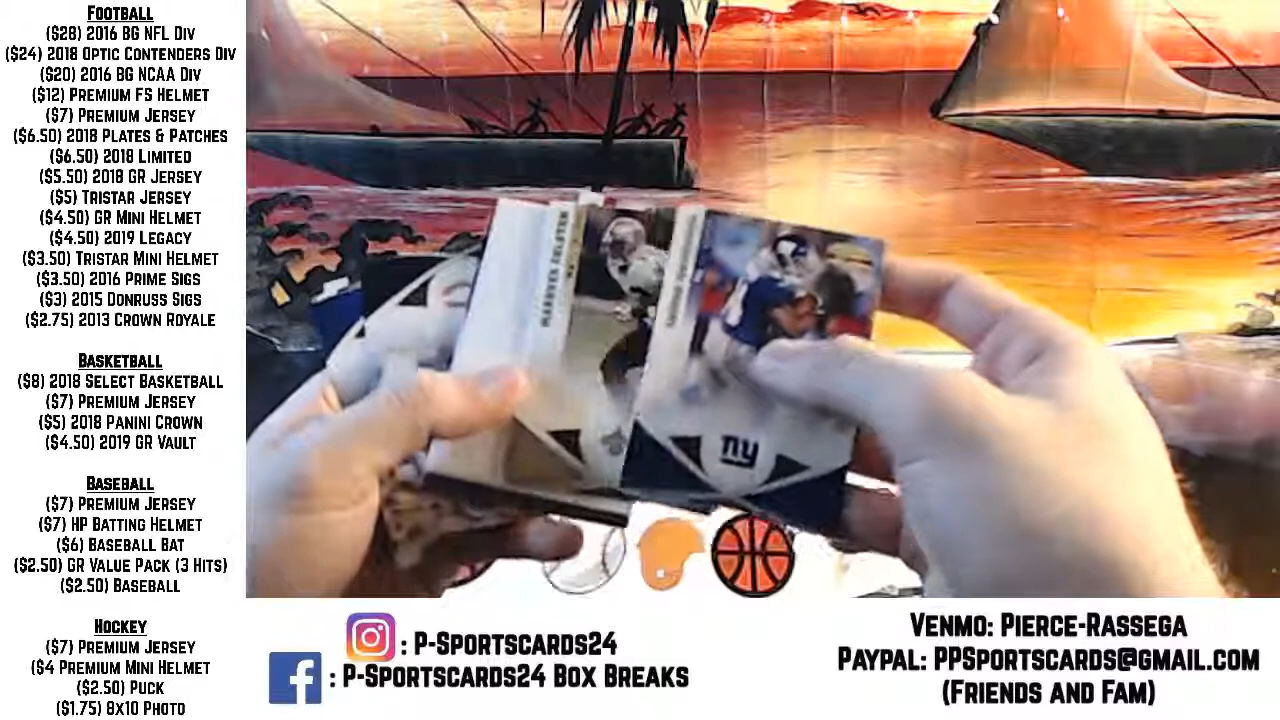 Football
($28) 2016 BG NFL Div
($24) 2018 Optic Contenders Div
($20) 2016 BG NCAA Div
($12) Premium FS Helmet
($7) Premium Jersey
($6.50) 2018 Plates & Patches
($6.50) 2018 Limited
($5.50) 2018 GR Jersey
($5) Tristar Jersey
($4.50) GR Mini Helmet
($4.50) 2019 Legacy
($3.50) Tristar Mini Helmet
($3.50) 2016 Prime Sigs
($3) 2015 Donruss Sigs
($2.75) 2013 Crown Royale
Basketball
($8) 2018 Select Basketball
($7) Premium Jersey
($5) 2018 Panini Crown
($4.50) 2019 GR Vault
Baseball
($7) Premium Jersey
($7) HP Batting Helmet
($6) Baseball Bat
($2.50) GR Value Pack (3 Hits)
($2.50) Baseball
Hockey
($7) Premium Jersey
($4 Premium Mini Helmet
($2.50) Puck
($1.75) 8x10 Photo
Marques Colston
ny
: P-Sportscards24
: P-Sportscards24 Box Breaks
Venmo: Pierce-Rassega
Paypal: PPSportscards@gmail.com
(Friends and Fam)